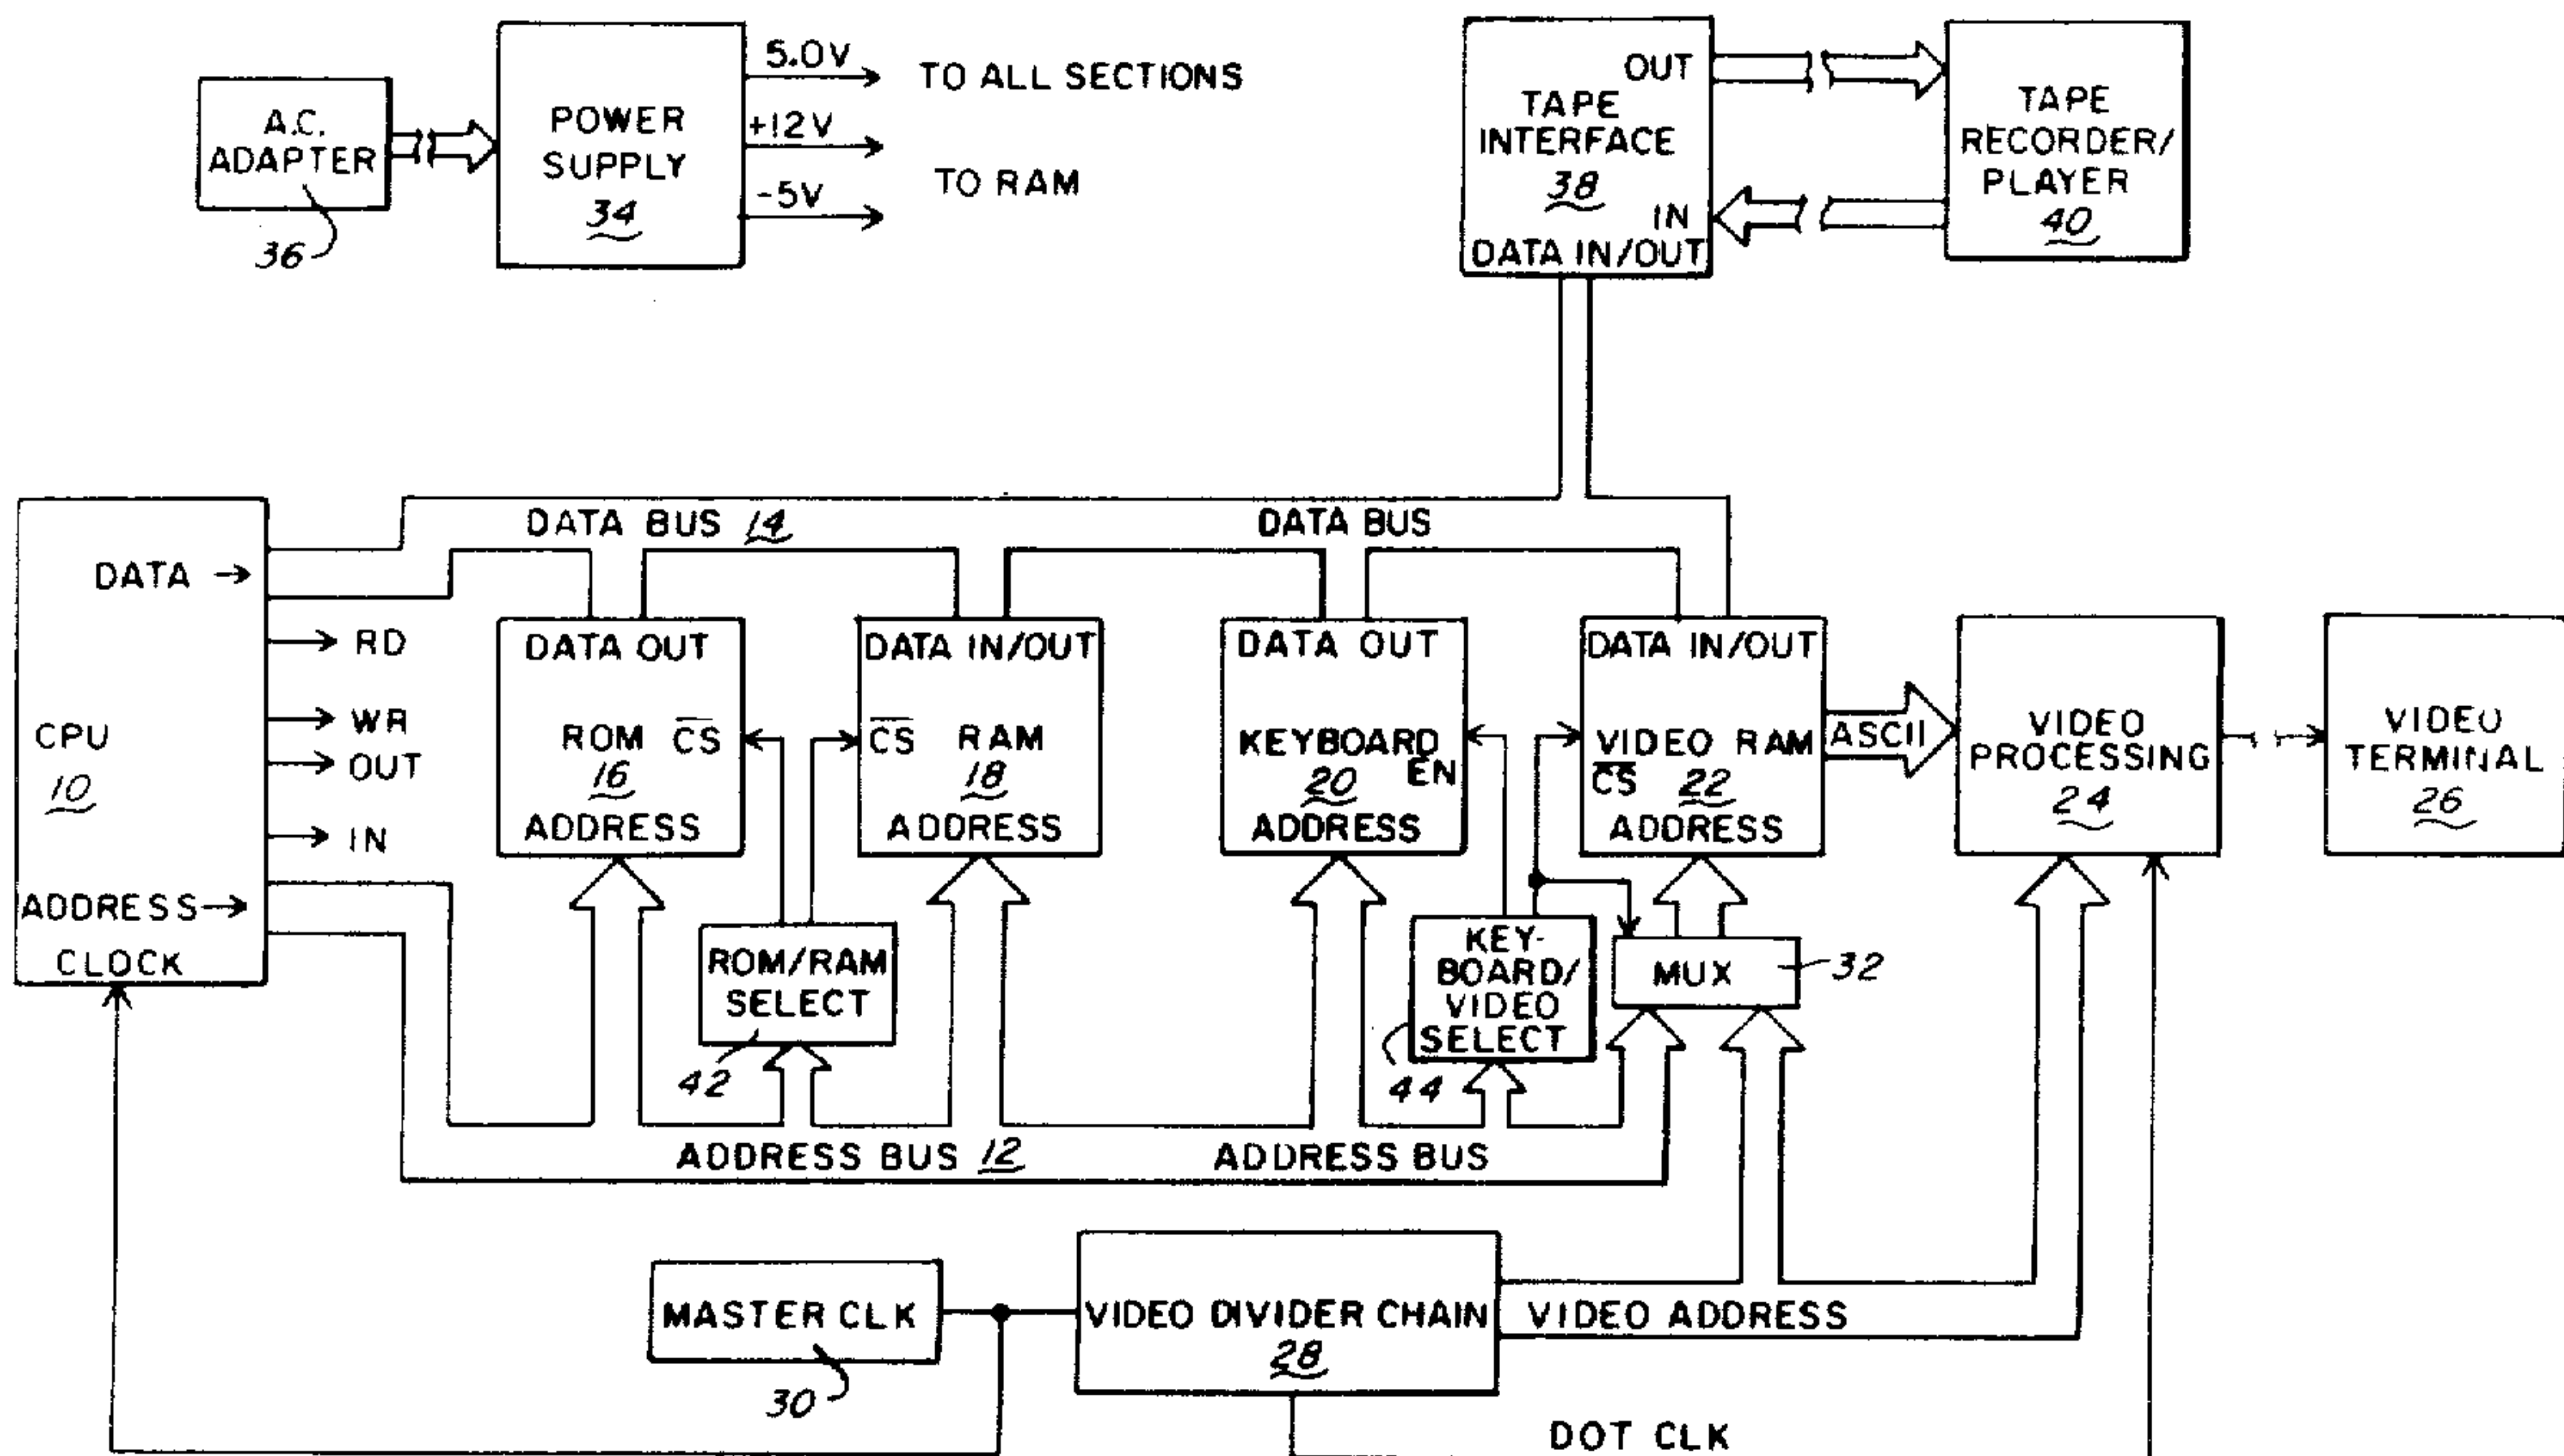 A.C.
ADAPTER
36
POWER
SUPPLY
34
5.0V
+12V
-5V
TO ALL SECTIONS
TO RAM
OUT
TAPE
INTERFACE
38
IN
DATA IN/OUT
TAPE
RECORDER/
PLAYER
40
DATA BUS 14
DATA BUS
DATA →
RD
WR
OUT
IN
CPU
10
ADDRESS→
CLOCK
DATA OUT
ROM C̅S̅
16
ADDRESS
DATA IN/OUT
C̅S̅ RAM
18
ADDRESS
DATA OUT
KEYBOARD
20 EN
ADDRESS
DATA IN/OUT
VIDEO RAM
C̅S̅ 22
ADDRESS
ASCII
VIDEO
PROCESSING
24
VIDEO
TERMINAL
26
ROM/RAM
SELECT
42
KEY-
BOARD/
VIDEO
SELECT
44
MUX
32
ADDRESS BUS 12
ADDRESS BUS
MASTER CLK
30
VIDEO DIVIDER CHAIN
28
VIDEO ADDRESS
DOT CLK